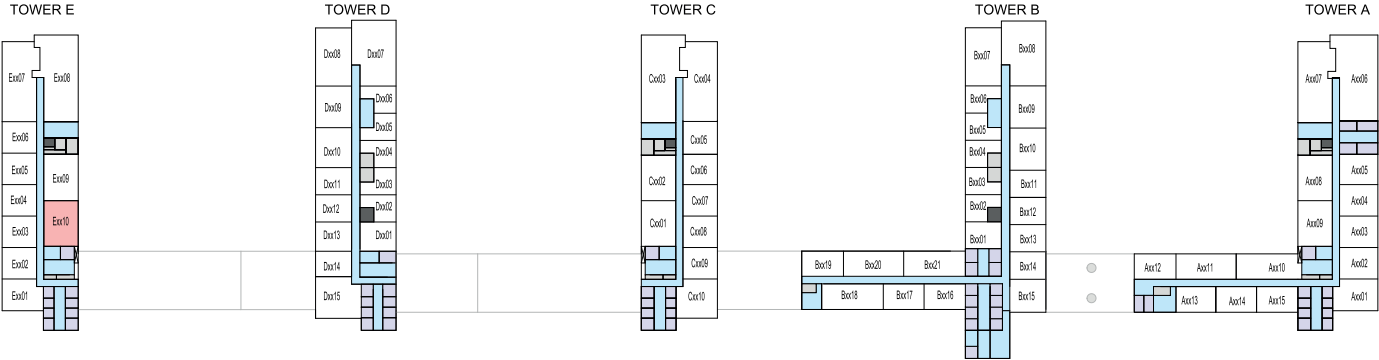 TOWER E
TOWER D
TOWER C
TOWER B
TOWER A
Exx07
Exx08
Exx06
Exx05
Exx09
Exx04
Exx10
Exx03
Exx02
Exx01
Dxx08
Dxx07
Dxx09
Dxx06
Dxx05
Dxx10
Dxx04
Dxx11
Dxx03
Dxx12
Dxx02
Dxx13
Dxx01
Dxx14
Dxx15
Cxx03
Cxx04
Cxx05
Cxx06
Cxx02
Cxx07
Cxx01
Cxx08
Cxx09
Cxx10
Bxx07
Bxx08
Bxx06
Bxx09
Bxx05
Bxx10
Bxx04
Bxx03
Bxx11
Bxx02
Bxx12
Bxx01
Bxx13
Bxx19
Bxx20
Bxx21
Bxx14
Bxx18
Bxx17
Bxx16
Bxx15
Axx07
Axx06
Axx08
Axx05
Axx04
Axx09
Axx03
Axx12
Axx11
Axx10
Axx02
Axx13
Axx14
Axx15
Axx01